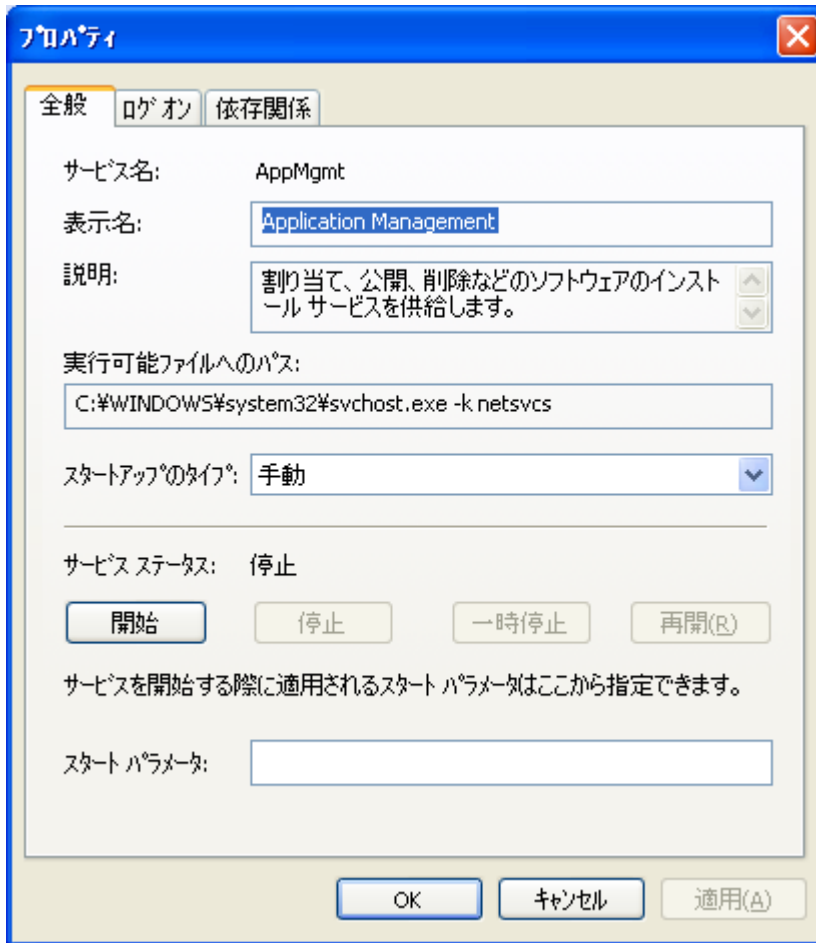 プロパティ
全般 ログオン 依存関係
サービス名: AppMgmt
表示名: Application Management
説明: 割り当て、公開、削除などのソフトウェアのインスト
ール サービスを供給します。
実行可能ファイルへのパス:
C:¥WINDOWS¥system32¥svchost.exe -k netsvcs
スタートアップのタイプ: 手動
サービス ステータス: 停止
開始 停止 一時停止 再開(R)
サービスを開始する際に適用されるスタート パラメータはここから指定できます。
スタート パラメータ:
OK キャンセル 適用(A)